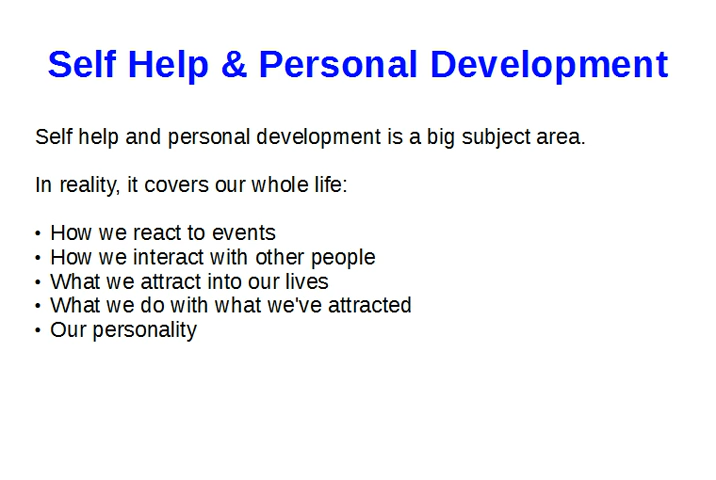 Self Help & Personal Development
Self help and personal development is a big subject area.
In reality, it covers our whole life:
• How we react to events
• How we interact with other people
• What we attract into our lives
• What we do with what we've attracted
• Our personality